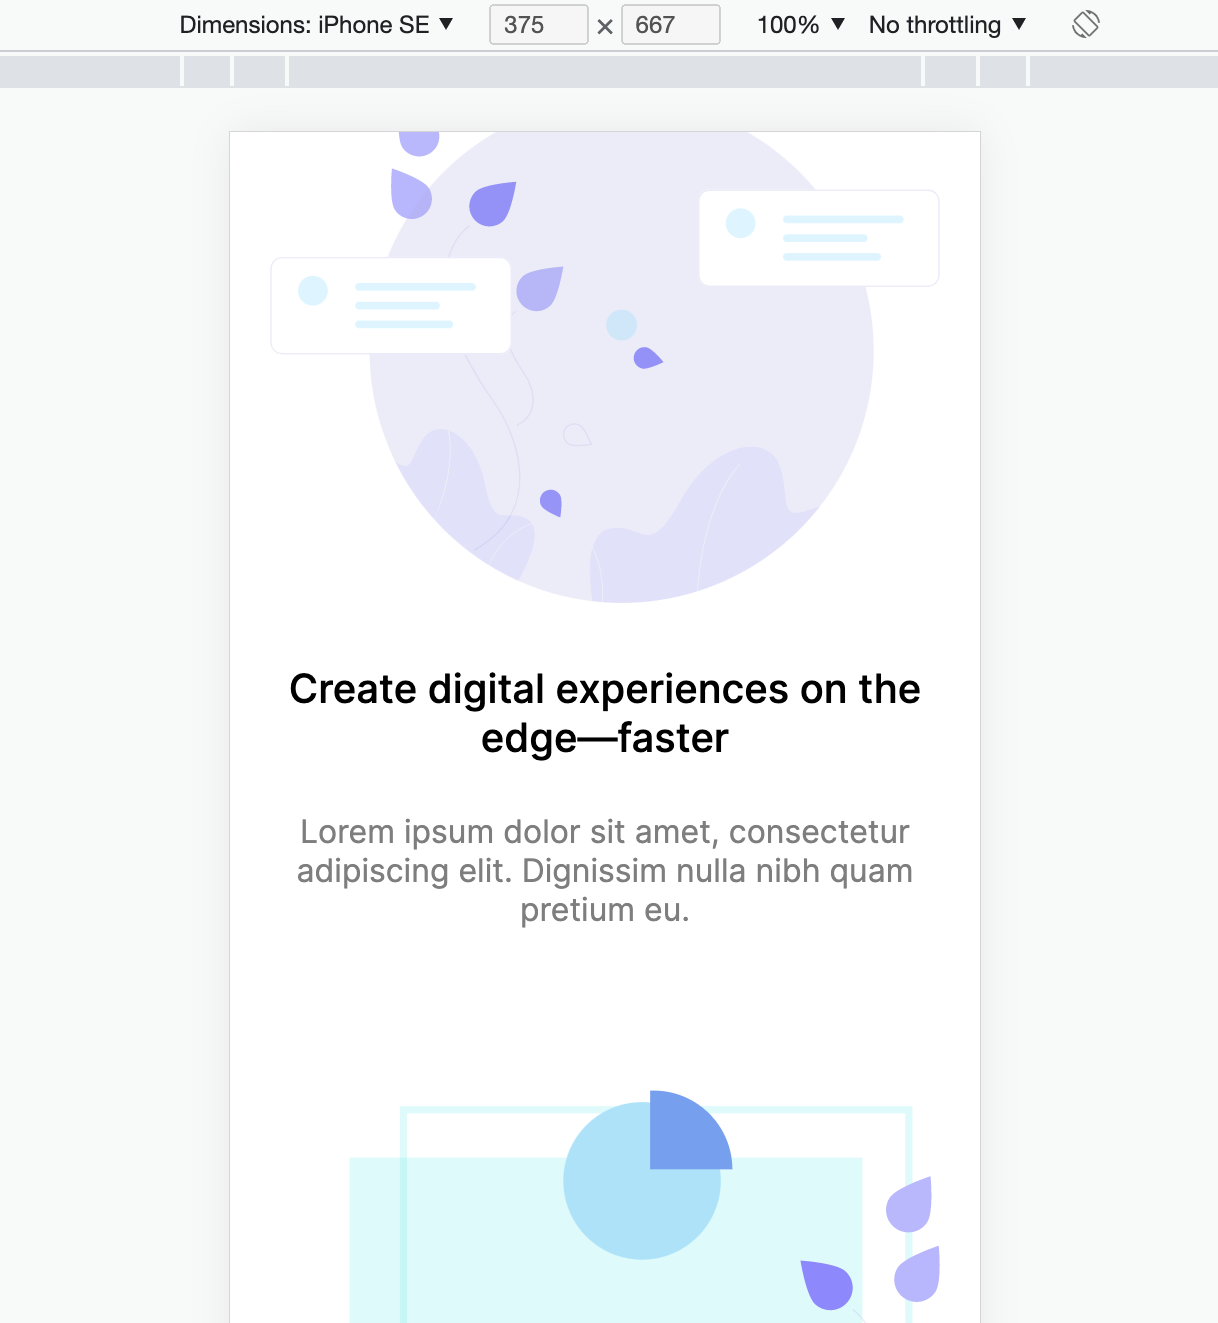 Dimensions: iPhone SE ▼ 375 × 667 100% ▼ No throttling ▼
Create digital experiences on the
edge—faster
Lorem ipsum dolor sit amet, consectetur
adipiscing elit. Dignissim nulla nibh quam
pretium eu.